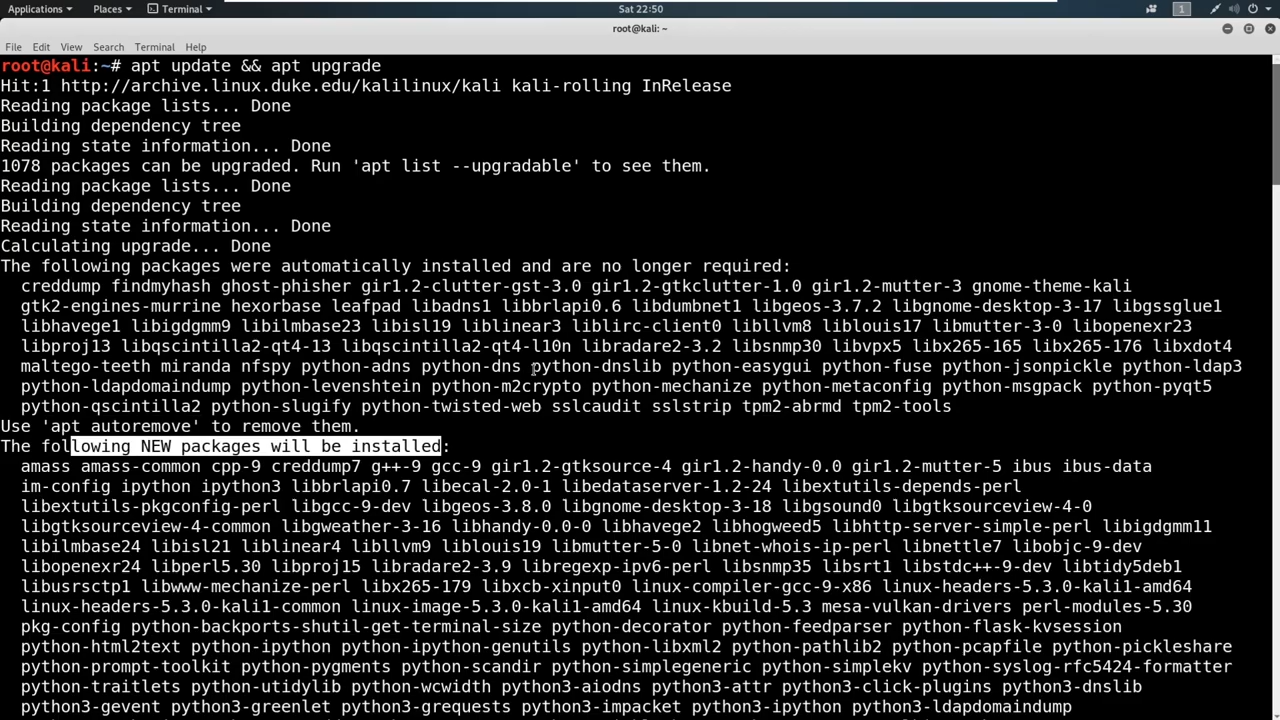 Applications Places Terminal Sat 22:50 1
root@kali: ~
File Edit View Search Terminal Help
root@kali:~# apt update && apt upgrade
Hit:1 http://archive.linux.duke.edu/kalilinux/kali kali-rolling InRelease
Reading package lists... Done
Building dependency tree
Reading state information... Done
1078 packages can be upgraded. Run 'apt list --upgradable' to see them.
Reading package lists... Done
Building dependency tree
Reading state information... Done
Calculating upgrade... Done
The following packages were automatically installed and are no longer required:
creddump findmyhash ghost-phisher gir1.2-clutter-gst-3.0 gir1.2-gtkclutter-1.0 gir1.2-mutter-3 gnome-theme-kali
gtk2-engines-murrine hexorbase leafpad libadns1 libbrlapi0.6 libdumbnet1 libgeos-3.7.2 libgnome-desktop-3-17 libgssglue1
libhavege1 libigdgmm9 libilmbase23 libisl19 liblinear3 liblirc-client0 libllvm8 liblouis17 libmutter-3-0 libopenexr23
libproj13 libqscintilla2-qt4-13 libqscintilla2-qt4-l10n libradare2-3.2 libsnmp30 libvpx5 libx265-165 libx265-176 libxdot4
maltego-teeth miranda nfspy python-adns python-dns python-dnslib python-easygui python-fuse python-jsonpickle python-ldap3
python-ldapdomaindump python-levenshtein python-m2crypto python-mechanize python-metaconfig python-msgpack python-pyqt5
python-qscintilla2 python-slugify python-twisted-web sslcaudit sslstrip tpm2-abrmd tpm2-tools
Use 'apt autoremove' to remove them.
The following NEW packages will be installed:
amass amass-common cpp-9 creddump7 g++-9 gcc-9 gir1.2-gtksource-4 gir1.2-handy-0.0 gir1.2-mutter-5 ibus ibus-data
im-config ipython ipython3 libbrlapi0.7 libecal-2.0-1 libedataserver-1.2-24 libextutils-depends-perl
libextutils-pkgconfig-perl libgcc-9-dev libgeos-3.8.0 libgnome-desktop-3-18 libgsound0 libgtksourceview-4-0
libgtksourceview-4-common libgweather-3-16 libhandy-0.0-0 libhavege2 libhogweed5 libhttp-server-simple-perl libigdgmm11
libilmbase24 libisl21 liblinear4 libllvm9 liblouis19 libmutter-5-0 libnet-whois-ip-perl libnettle7 libobjc-9-dev
libopenexr24 libperl5.30 libproj15 libradare2-3.9 libregexp-ipv6-perl libsnmp35 libsrt1 libstdc++-9-dev libtidy5deb1
libusrsctp1 libwww-mechanize-perl libx265-179 libxcb-xinput0 linux-compiler-gcc-9-x86 linux-headers-5.3.0-kali1-amd64
linux-headers-5.3.0-kali1-common linux-image-5.3.0-kali1-amd64 linux-kbuild-5.3 mesa-vulkan-drivers perl-modules-5.30
pkg-config python-backports-shutil-get-terminal-size python-decorator python-feedparser python-flask-kvsession
python-html2text python-ipython python-ipython-genutils python-libxml2 python-pathlib2 python-pcapfile python-pickleshare
python-prompt-toolkit python-pygments python-scandir python-simplegeneric python-simplekv python-syslog-rfc5424-formatter
python-traitlets python-utidylib python-wcwidth python3-aiodns python3-attr python3-click-plugins python3-dnslib
python3-gevent python3-greenlet python3-grequests python3-impacket python3-ipython python3-ldapdomaindump